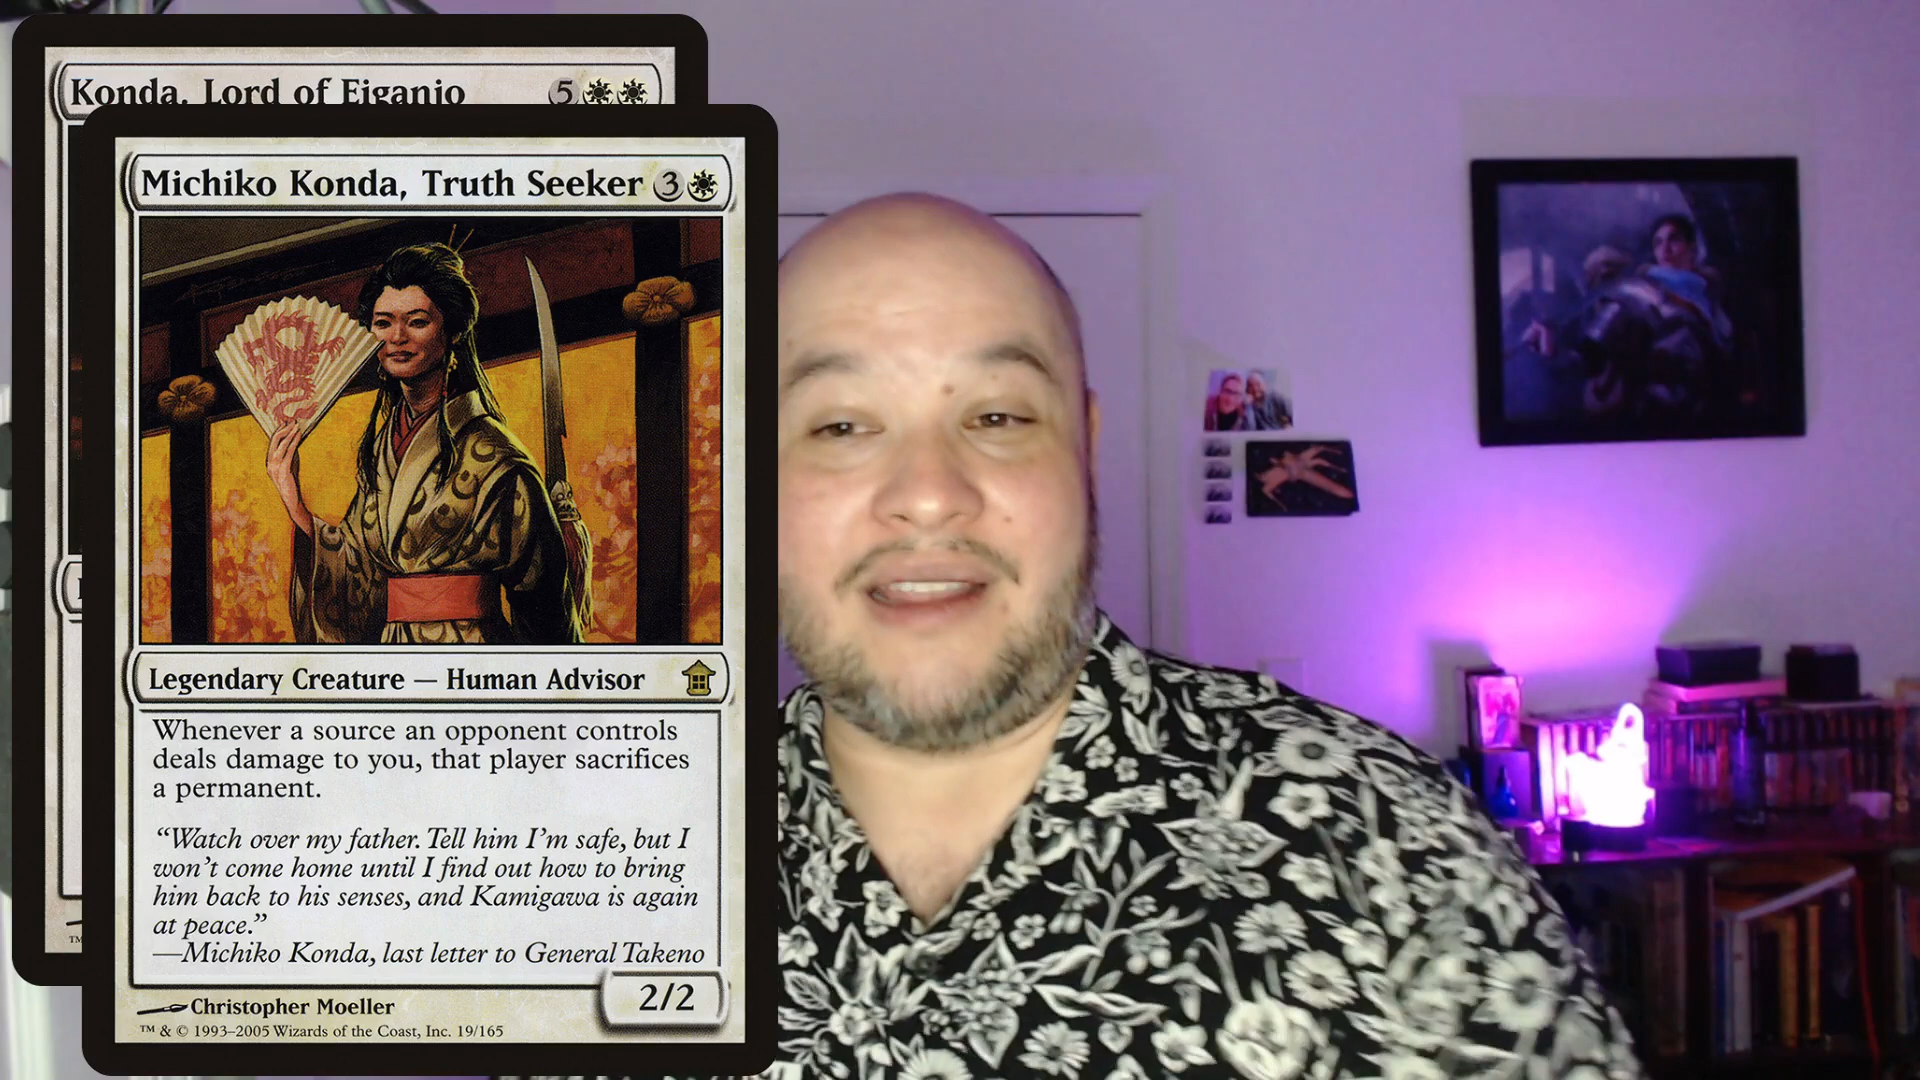 Konda, Lord of Eiganjo 5
Michiko Konda, Truth Seeker 3
Legendary Creature — Human Advisor
Whenever a source an opponent controls
deals damage to you, that player sacrifices
a permanent.
“Watch over my father. Tell him I’m safe, but I
won’t come home until I find out how to bring
him back to his senses, and Kamigawa is again
at peace.”
—Michiko Konda, last letter to General Takeno
2/2
Christopher Moeller
™ & © 1993–2005 Wizards of the Coast, Inc. 19/165
™